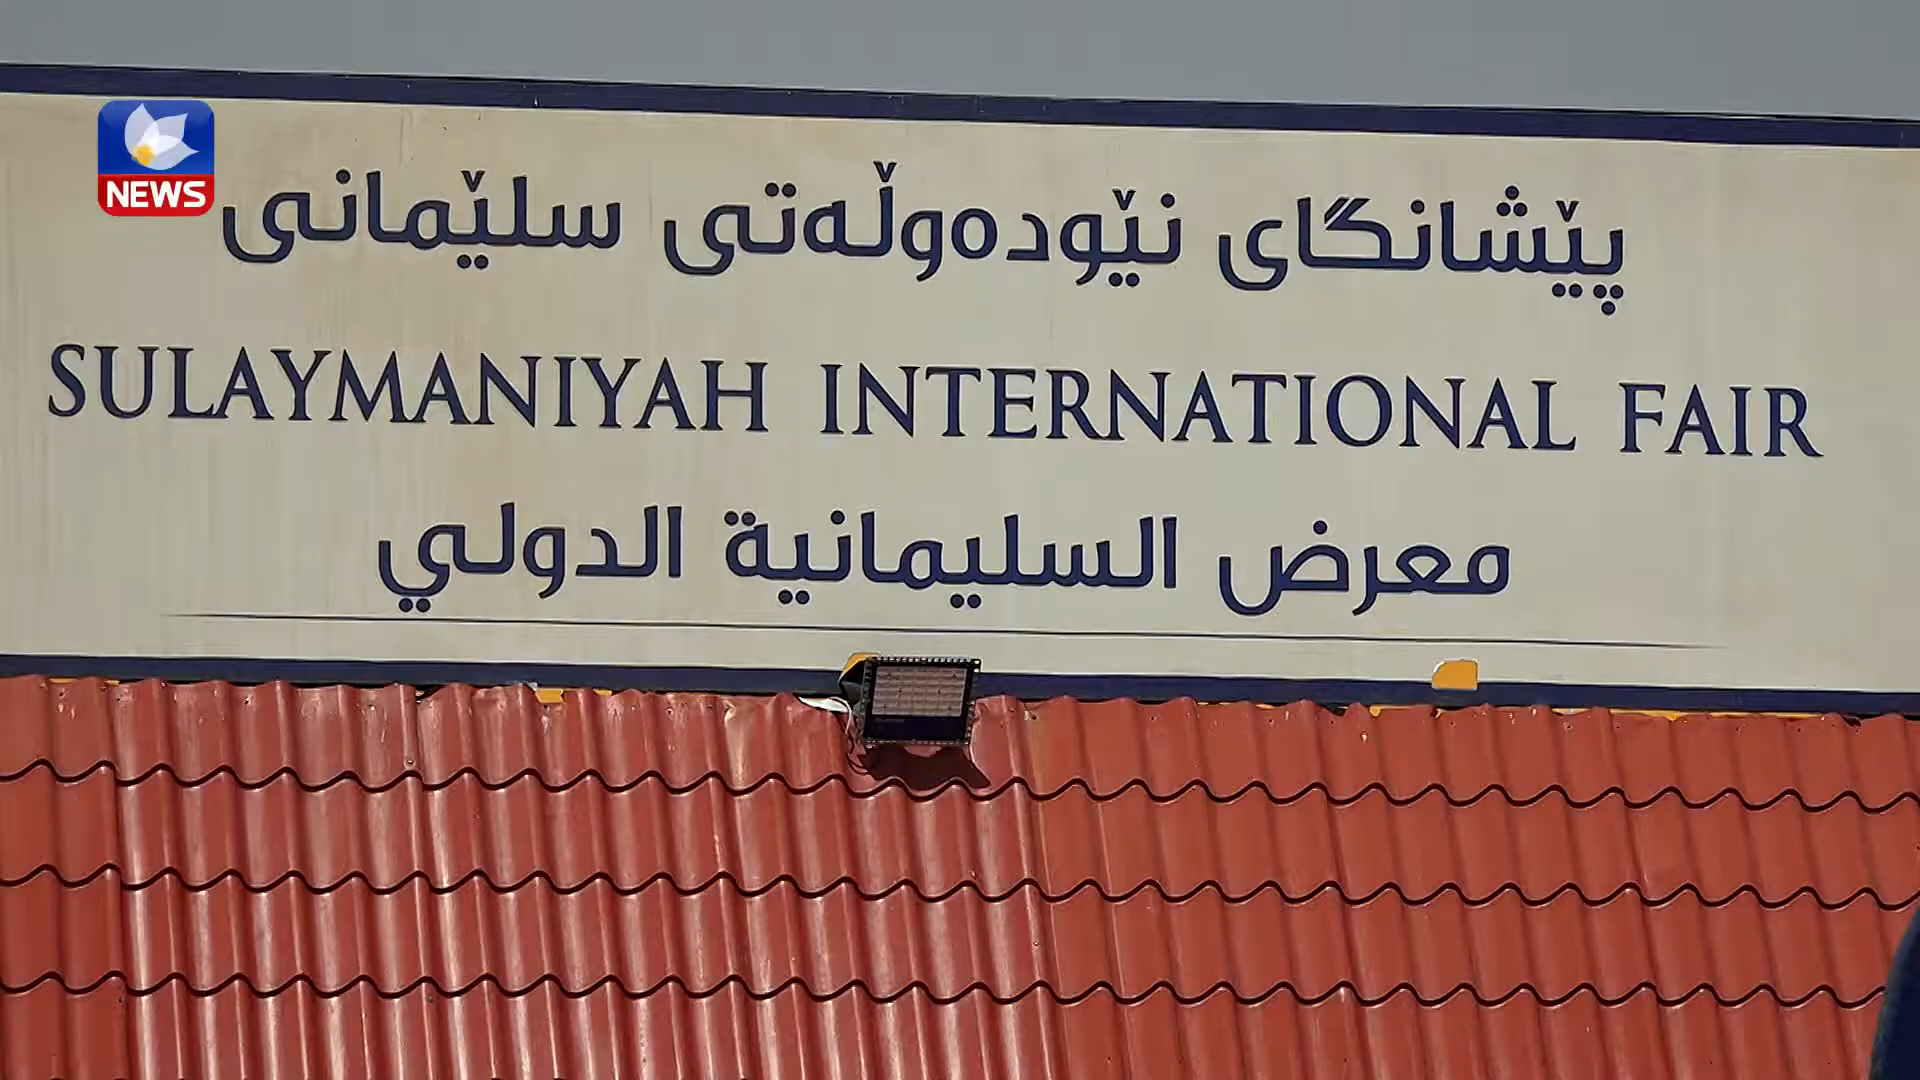 NEWS
پێشانگای نێودەوڵەتی سلێمانی
SULAYMANIYAH INTERNATIONAL FAIR
معرض السليمانية الدولي